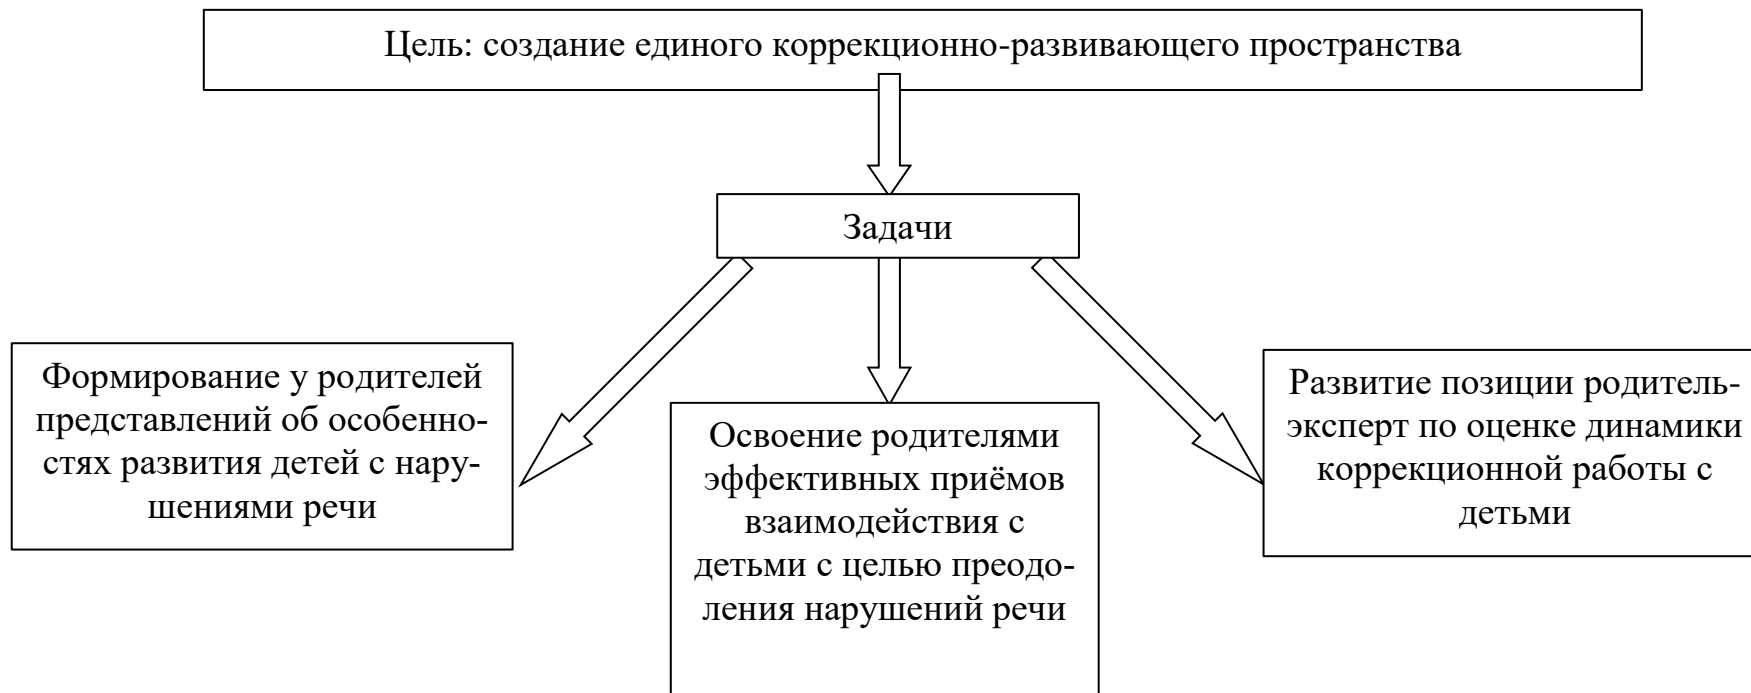 Цель: создание единого коррекционно-развивающего пространства
Задачи
Формирование у родителей
представлений об особенно-
стях развития детей с нару-
шениями речи
Освоение родителями
эффективных приёмов
взаимодействия с
детьми с целью преодо-
ления нарушений речи
Развитие позиции родитель-
эксперт по оценке динамики
коррекционной работы с
детьми